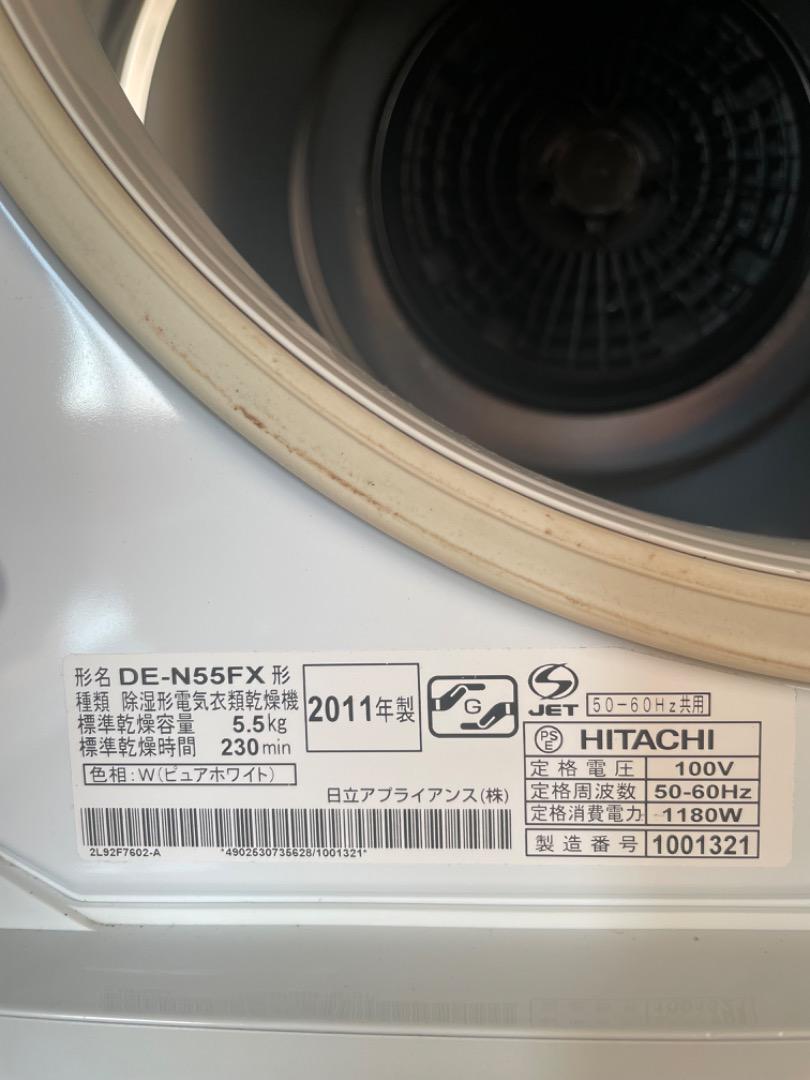 形名 DE-N55FX 形
種類 除湿形電気衣類乾燥機
標準乾燥容量 5.5kg
標準乾燥時間 230min
色相:W(ピュアホワイト)
2011年製
G
JET
50-60Hz共用
PSE HITACHI
定格電圧 100V
定格周波数 50-60Hz
定格消費電力 1180W
製造番号 1001321
日立アプライアンス(株)
2L92F7602-A *4902530735628/1001321*